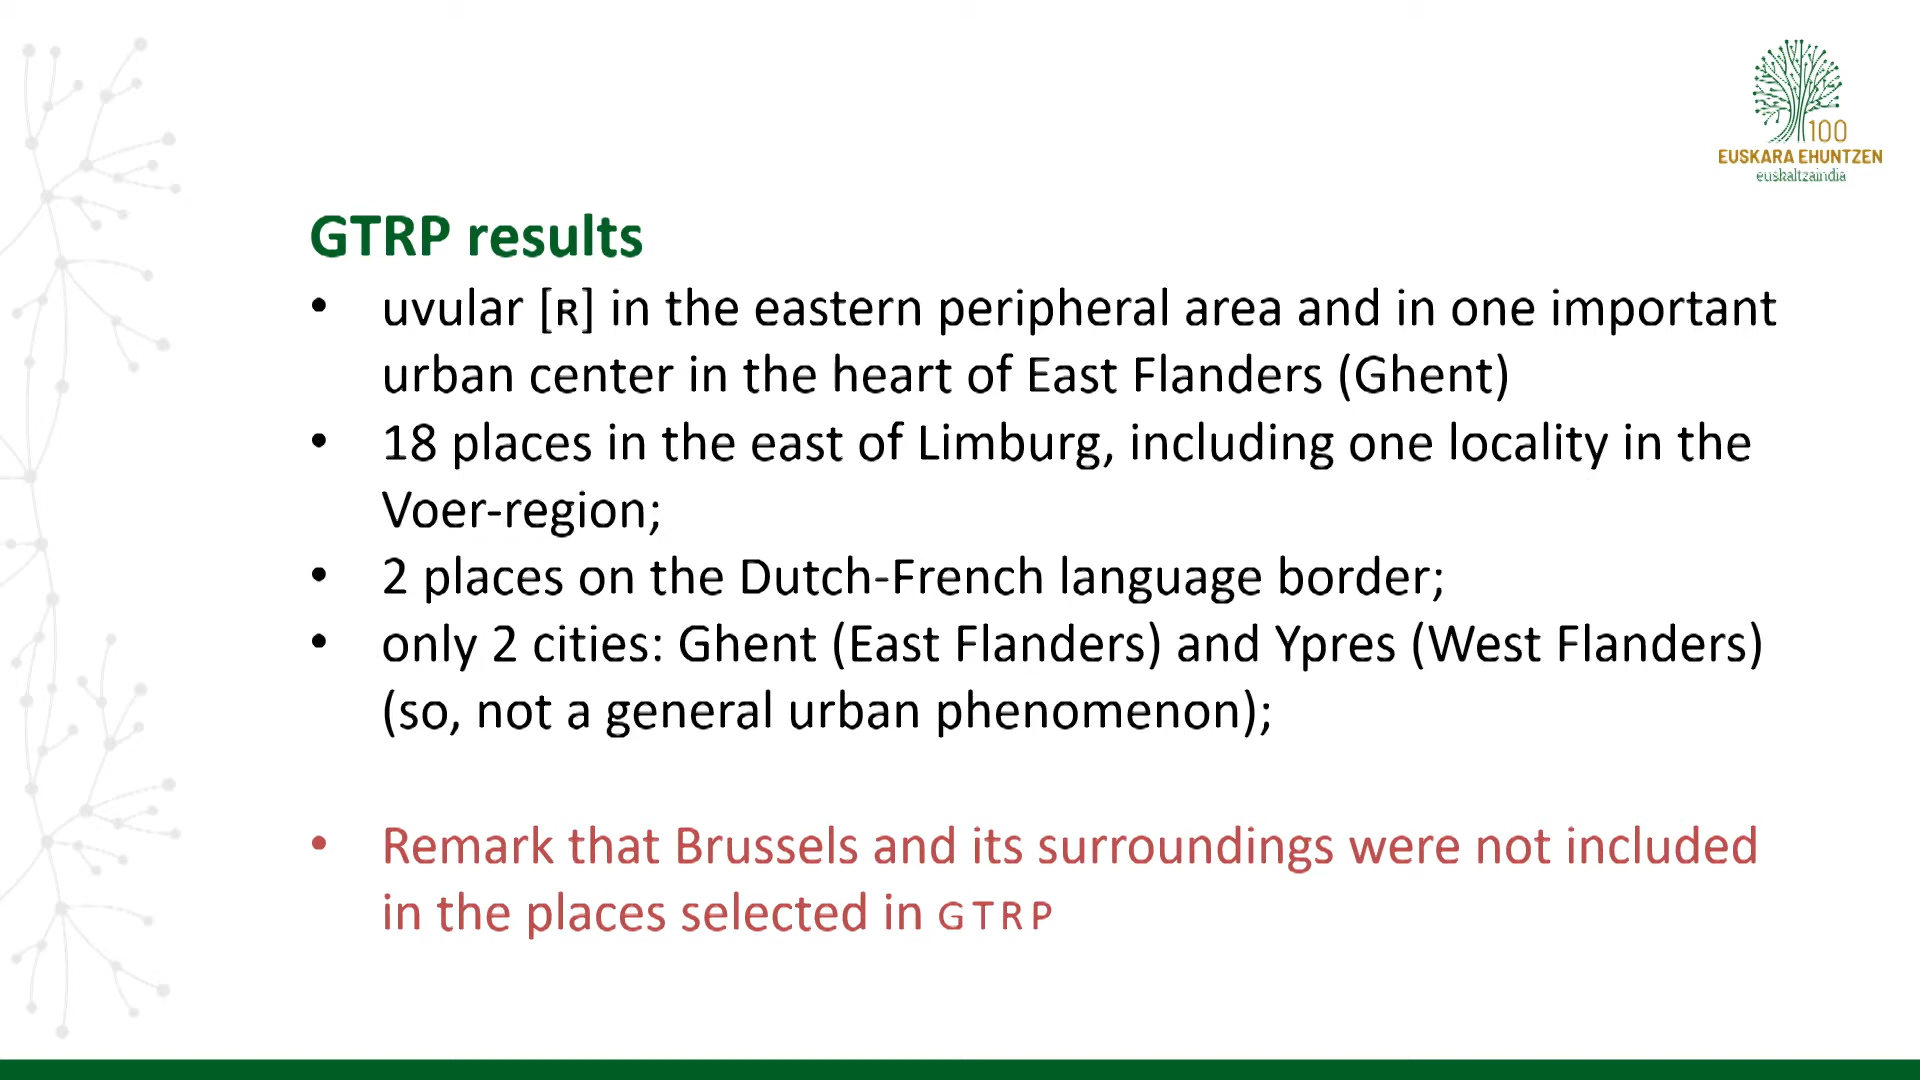 100
EUSKARA EHUNTZEN
euskaltzaindia
GTRP results
• uvular [ʀ] in the eastern peripheral area and in one important
urban center in the heart of East Flanders (Ghent)
• 18 places in the east of Limburg, including one locality in the
Voer-region;
• 2 places on the Dutch-French language border;
• only 2 cities: Ghent (East Flanders) and Ypres (West Flanders)
(so, not a general urban phenomenon);
• Remark that Brussels and its surroundings were not included
in the places selected in GTRP